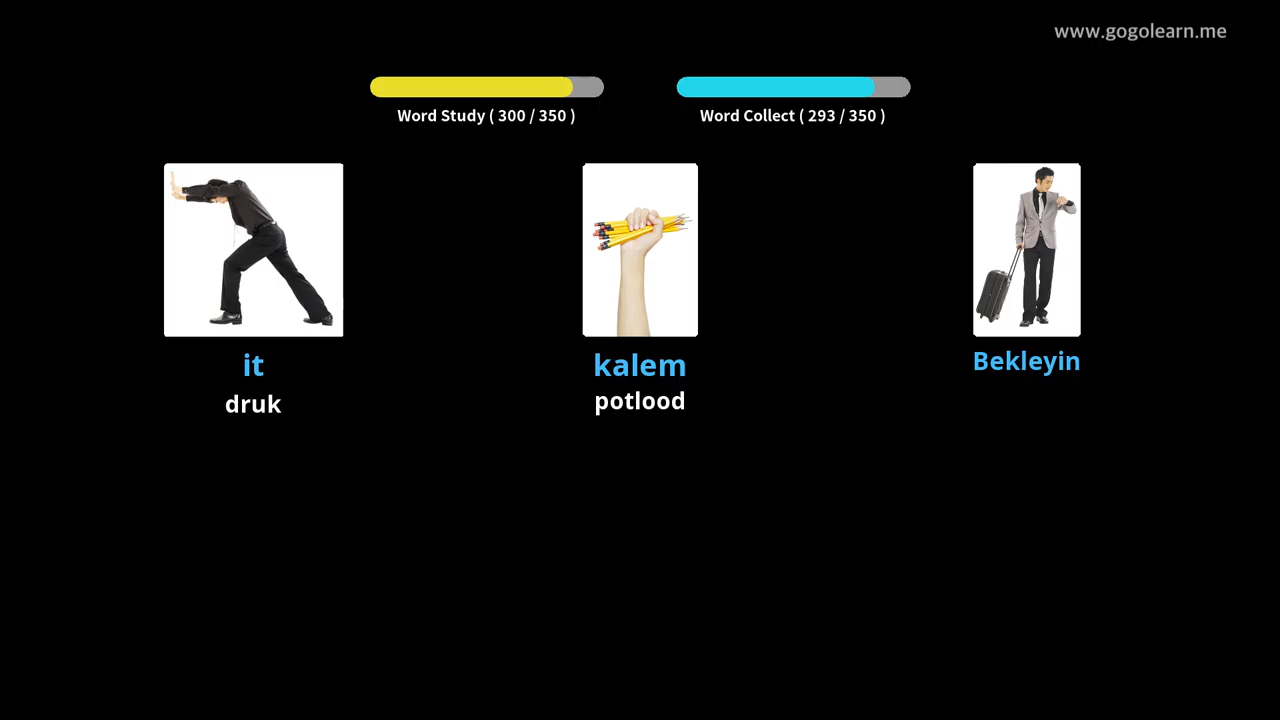 www.gogolearn.me
Word Study ( 300 / 350 )
Word Collect ( 293 / 350 )
it
kalem
Bekleyin
druk
potlood